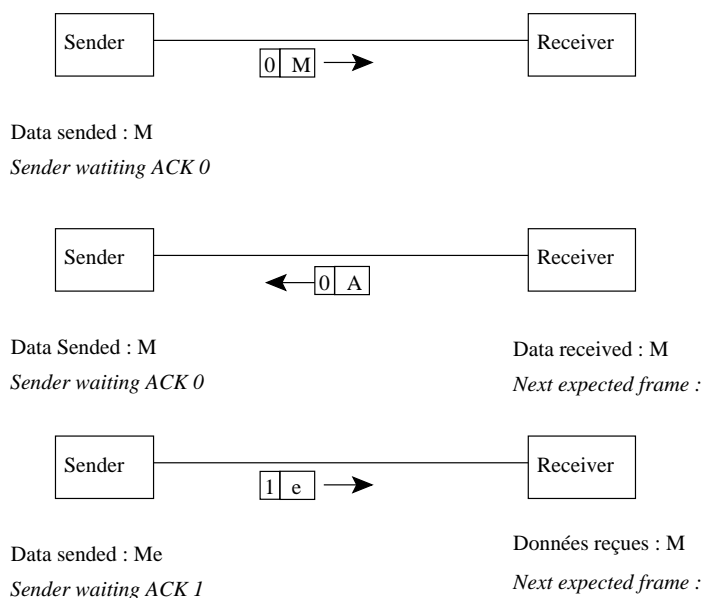 Sender
Receiver
0 M
Data sended : M
Sender watiting ACK 0
Sender
Receiver
0 A
Data Sended : M
Data received : M
Sender waiting ACK 0
Next expected frame :
Sender
Receiver
1 e
Data sended : Me
Données reçues : M
Sender waiting ACK 1
Next expected frame :